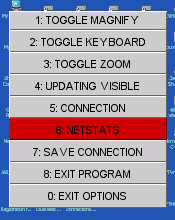 1: TOGGLE MAGNIFY
2: TOGGLE KEYBOARD
3: TOGGLE ZOOM
4: UPDATING VISIBLE
5: CONNECTION
6: NETSTATS
7: SAVE CONNECTION
8: EXIT PROGRAM
0: EXIT OPTIONS